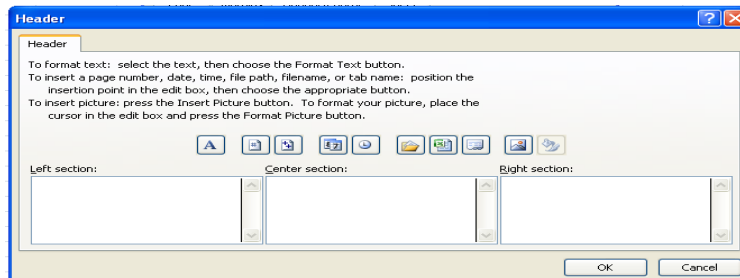 Header
Header
To format text: select the text, then choose the Format Text button.
To insert a page number, date, time, file path, filename, or tab name: position the
insertion point in the edit box, then choose the appropriate button.
To insert picture: press the Insert Picture button. To format your picture, place the
cursor in the edit box and press the Format Picture button.
A
Left section:
Center section:
Right section:
OK
Cancel